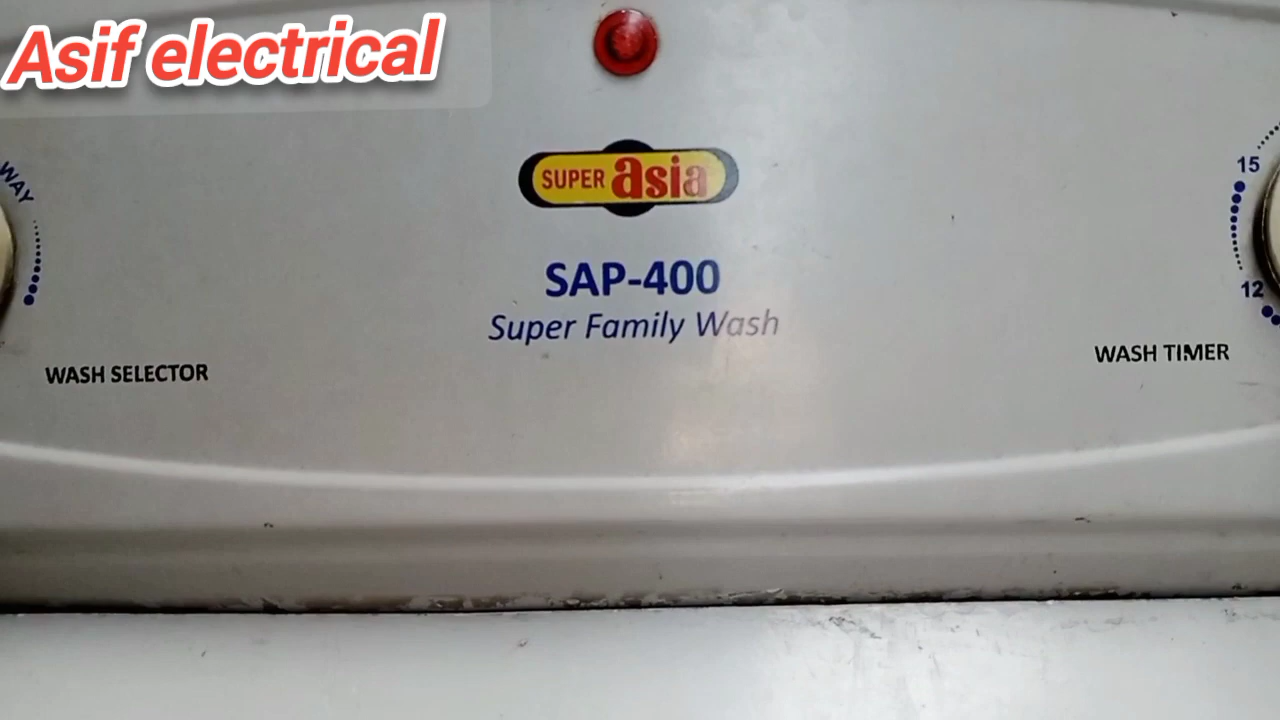 Asif electrical
SUPER asia
SAP-400
Super Family Wash
WAY
WASH SELECTOR
15
12
WASH TIMER